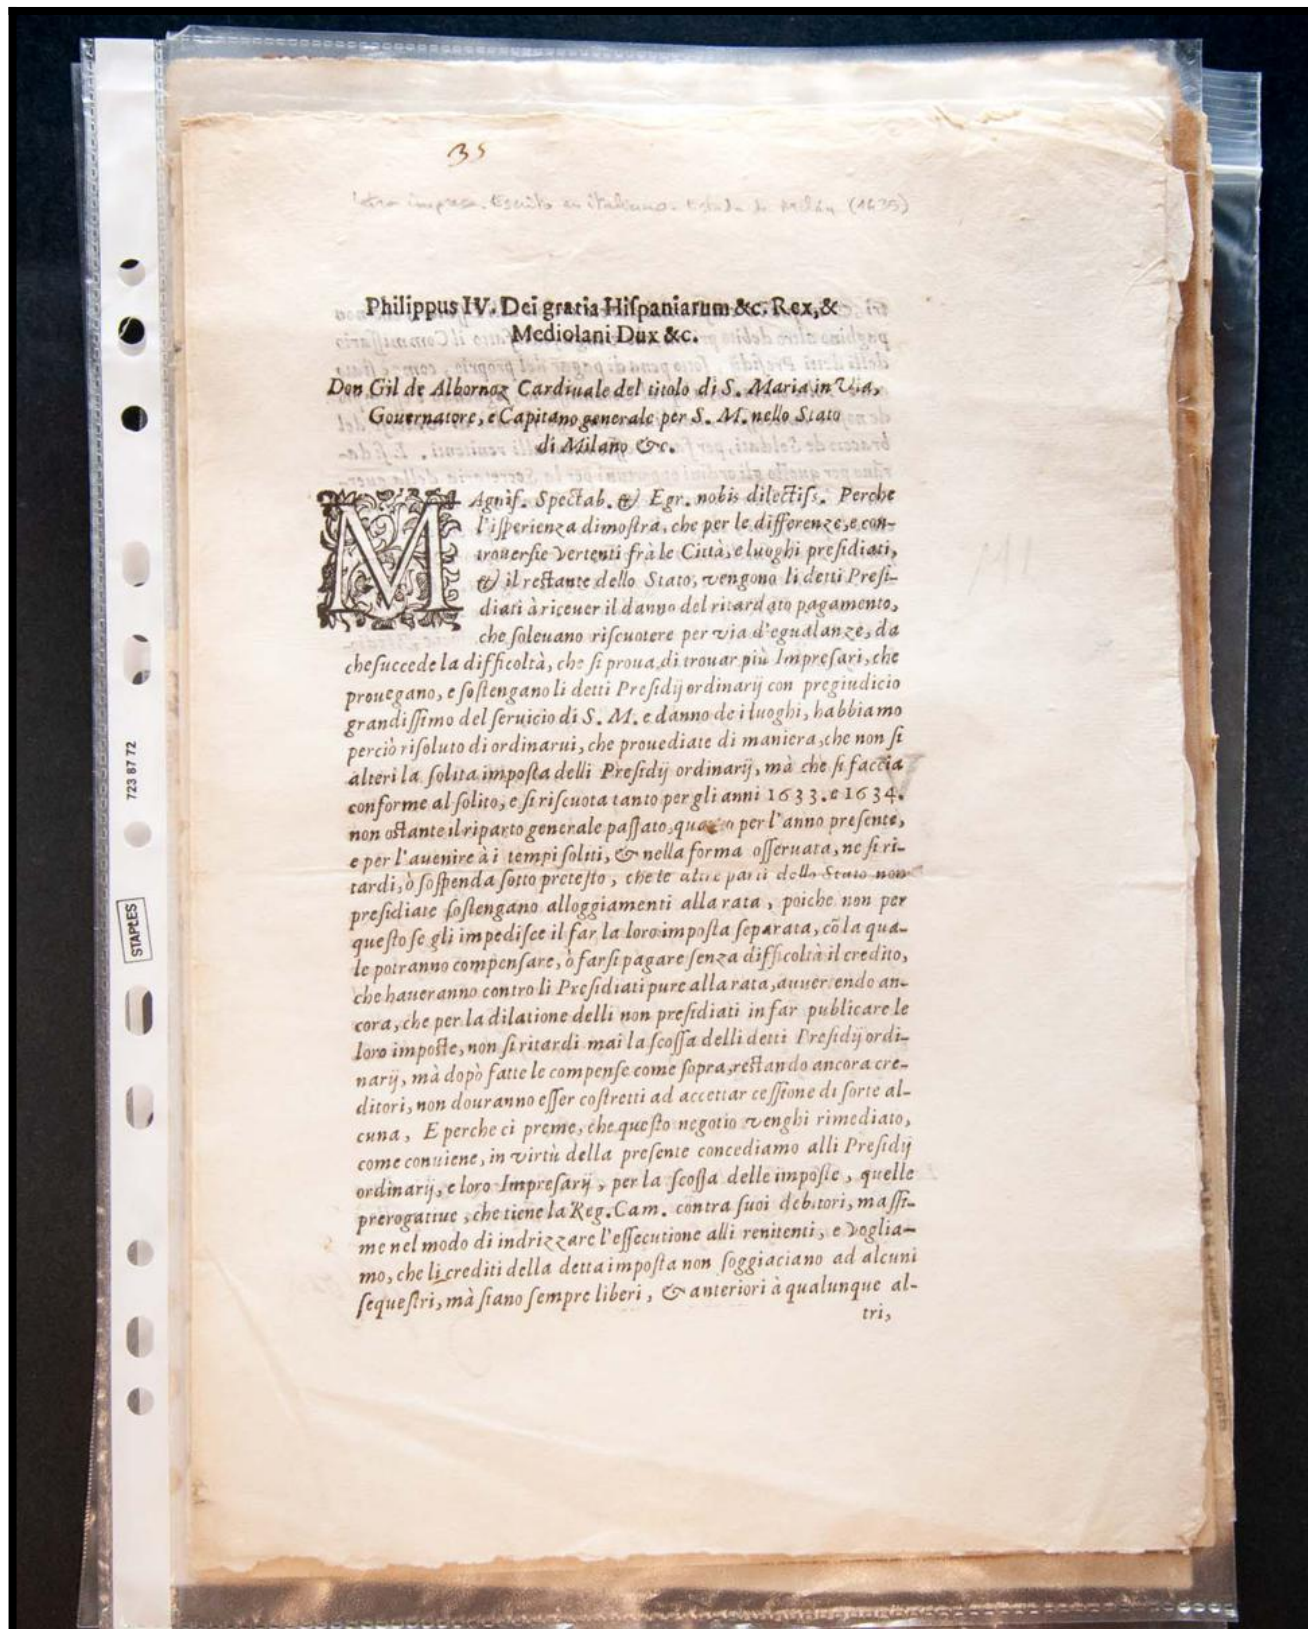 35
Letra impresa. Escrito en italiano. Estado de Milán (1635)
Philippus IV. Dei gratia Hiſpaniarum &c. Rex, &
Mediolani Dux &c.
Don Gil de Albornoz Cardinale del titolo di S. Maria in Via,
Gouernatore, e Capitano generale per S. M. nello Stato
di Milano &c.
MAgnif. Spectab. & Egr. nobis dilectiſs. Perche
l'iſperienza dimoſtra, che per le differenze, e con-
trouerſie vertenti frà le Città, e luoghi preſidiati,
& il reſtante dello Stato, vengono li detti Preſi-
diati à riceuer il danno del ritardato pagamento,
che ſoleuano riſcuotere per via d'egualanze, da
che ſuccede la difficoltà, che ſi proua di trouar più Impreſari, che
prouegano, e ſoſtengano li detti Preſidij ordinarij con pregiudicio
grandiſſimo del ſeruicio di S. M. e danno de i luoghi, habbiamo
perciò riſoluto di ordinarui, che prouediate di maniera, che non ſi
alteri la ſolita impoſta delli Preſidij ordinarij, mà che ſi faccia
conforme al ſolito, e ſi riſcuota tanto per gli anni 1633. e 1634.
non oſtante il riparto generale paſſato, quanto per l'anno preſente,
e per l'auenire à i tempi ſoliti, & nella forma oſſeruata, ne ſi ri-
tardi, ò ſoſpenda ſotto preteſto, che le altre parti dello Stato non
preſidiate ſoſtengano alloggiamenti alla rata, poiche non per
queſto ſe gli impediſce il far la loro impoſta ſeparata, cõ la qua-
le potranno compenſare, ò farſi pagare ſenza difficoltà il credito,
che haueranno contro li Preſidiati pure alla rata, auuertendo an-
cora, che per la dilatione delli non preſidiati in far publicare le
loro impoſte, non ſi ritardi mai la ſcoſſa delli detti Preſidij ordi-
narij, mà dopò fatte le compenſe come ſopra, reſtando ancora cre-
ditori, non douranno eſſer coſtretti ad accettar ceſſione di ſorte al-
cuna, E perche ci preme, che queſto negotio venghi rimediato,
come conuiene, in virtù della preſente concediamo alli Preſidij
ordinarij, e loro Impreſarij, per la ſcoſſa delle impoſte, quelle
prerogatiue, che tiene la Reg. Cam. contra ſuoi debitori, maſſi-
me nel modo di indrizzare l'eſſecutione alli renitenti, e voglia-
mo, che li crediti della detta impoſta non ſoggiaciano ad alcuni
ſequeſtri, mà ſiano ſempre liberi, & anteriori à qualunque al-
tri,
723 87 72
STAPLES